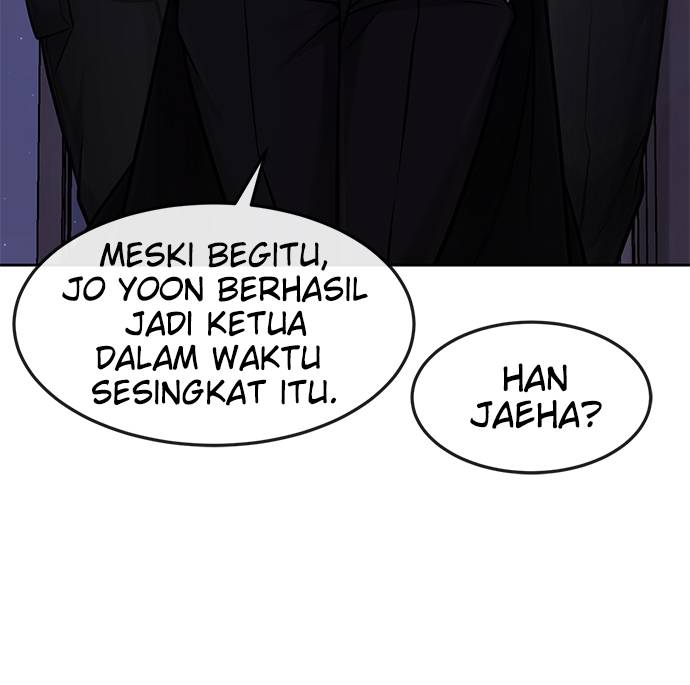 MESKI BEGITU,
JO YOON BERHASIL
JADI KETUA
DALAM WAKTU
SESINGKAT ITU.
HAN
JAEHA?